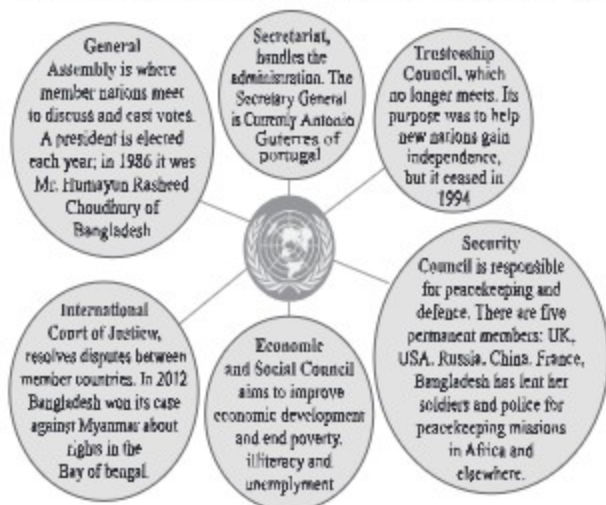 General
Assembly is where
member nations meet
to discuss and cast votes.
A president is elected
each year; in 1986 it was
Mr. Humayun Rasheed
Choudhury of
Bangladesh
Secretariat,
handles the
administration. The
Secretary General
is Currently Antonio
Guterres of
portugal
Trusteeship
Council, which
no longer meets. Its
purpose was to help
new nations gain
independence,
but it ceased in
1994
International
Court of Justicw,
resolves disputes between
member countries. In 2012
Bangladesh won its case
against Myanmar about
rights in the
Bay of bengal.
Economic
and Social Council
aims to improve
economic development
and end poverty,
illiteracy and
unemplyment
Security
Council is responsible
for peacekeeping and
defence. There are five
permanent members: UK,
USA, Russia, China, France,
Bangladesh has lent her
soldiers and police for
peacekeeping missions
in Africa and
elsewhere.